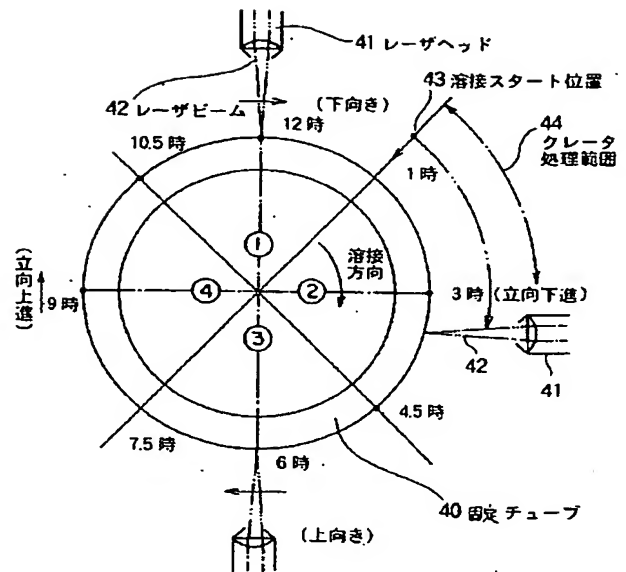 41 レーザヘッド
42 レーザビーム
(下向き)
43 溶接スタート位置
44
クレータ
処理範囲
10.5 時
12時
1 時
①
溶接
方向
(立向上進)
④
②
9 時
3 時 (立向下進)
③
42
41
4.5 時
7.5 時
6 時
40 固定チューブ
(上向き)